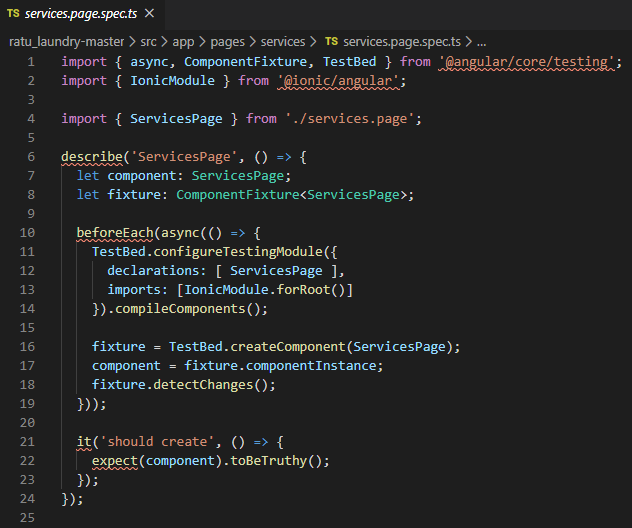 TS services.page.spec.ts ×
ratu_laundry-master > src > app > pages > services > TS services.page.spec.ts > ...
1 import { async, ComponentFixture, TestBed } from '@angular/core/testing';
2 import { IonicModule } from '@ionic/angular';
3
4 import { ServicesPage } from './services.page';
5
6 describe('ServicesPage', () => {
7   let component: ServicesPage;
8   let fixture: ComponentFixture<ServicesPage>;
9
10   beforeEach(async(() => {
11     TestBed.configureTestingModule({
12       declarations: [ ServicesPage ],
13       imports: [IonicModule.forRoot()]
14     }).compileComponents();
15
16     fixture = TestBed.createComponent(ServicesPage);
17     component = fixture.componentInstance;
18     fixture.detectChanges();
19   }));
20
21   it('should create', () => {
22     expect(component).toBeTruthy();
23   });
24 });
25